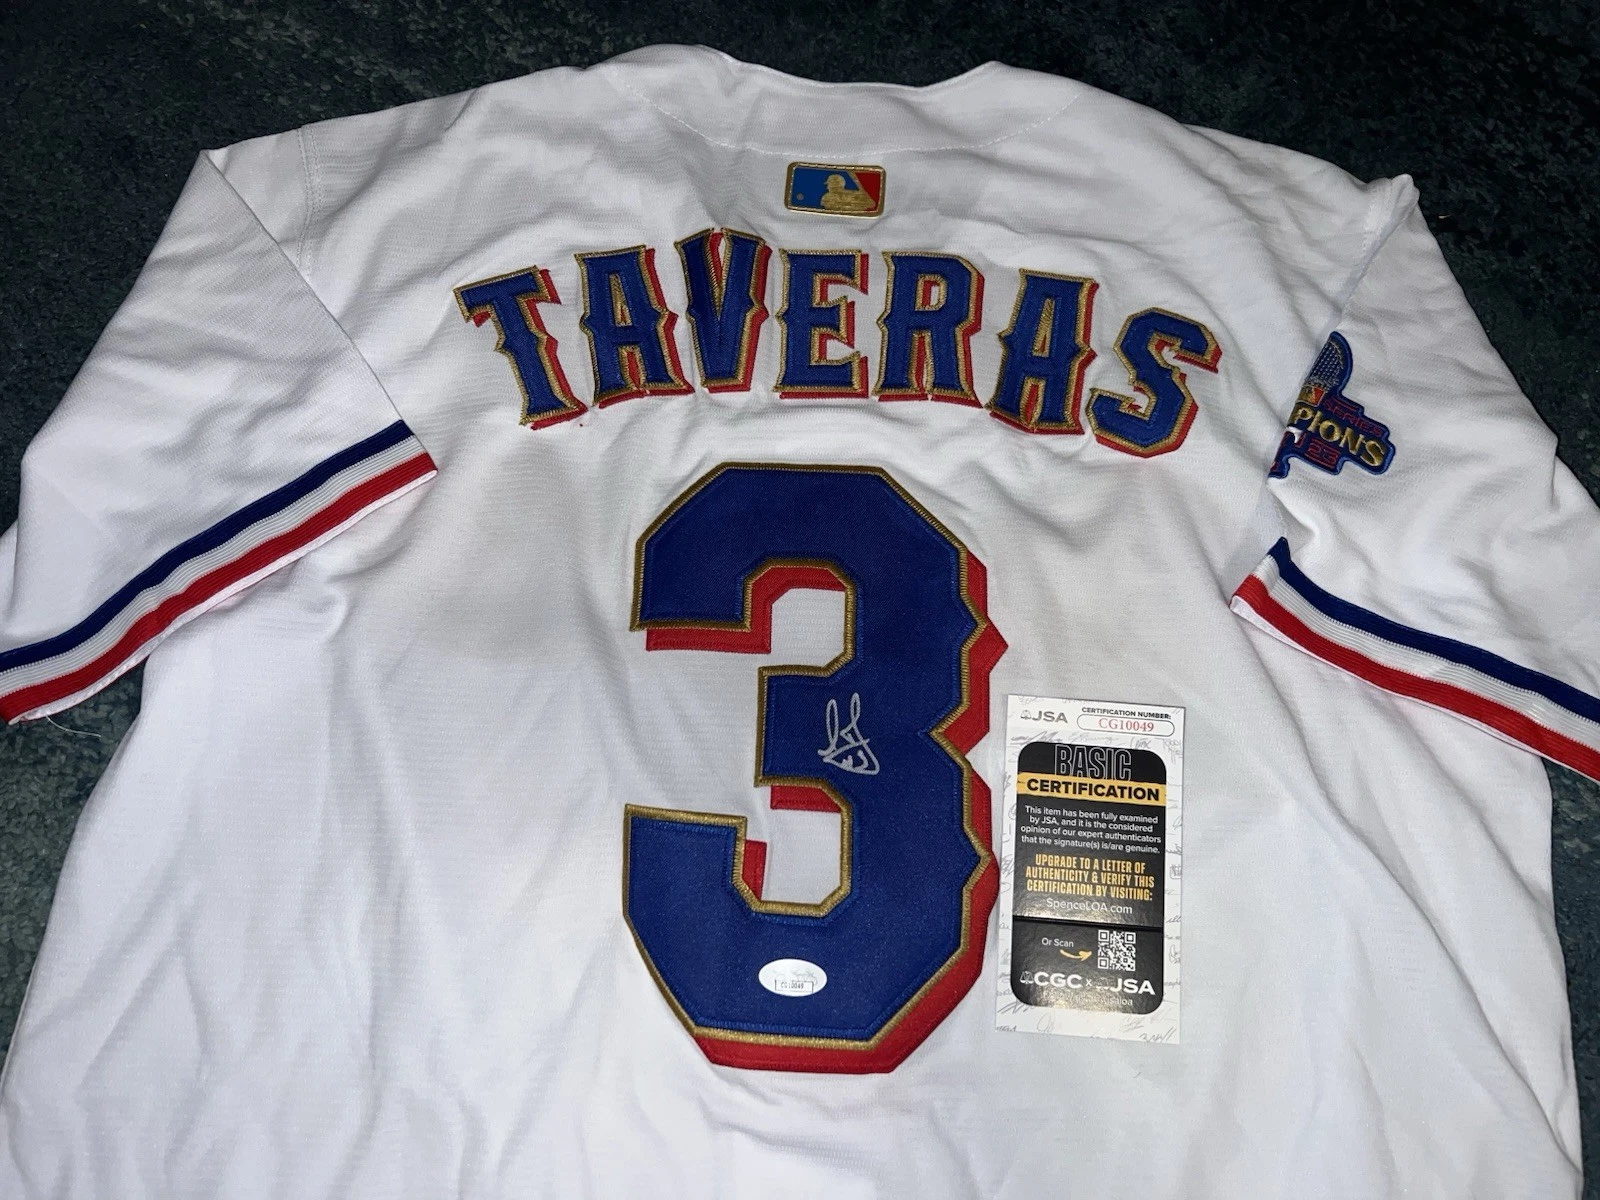 TAVERAS
SERIES
PIONS
23
3
JSA
CERTIFICATION NUMBER:
CG10049
BASIC
CERTIFICATION
This item has been fully examined
by JSA, and it is the considered
opinion of our expert authenticators
that the signature(s) is/are genuine.
UPGRADE TO A LETTER OF
AUTHENTICITY & VERIFY THIS
CERTIFICATION BY VISITING:
SpenceLOA.com
Or Scan
CGC x JSA
CG10049